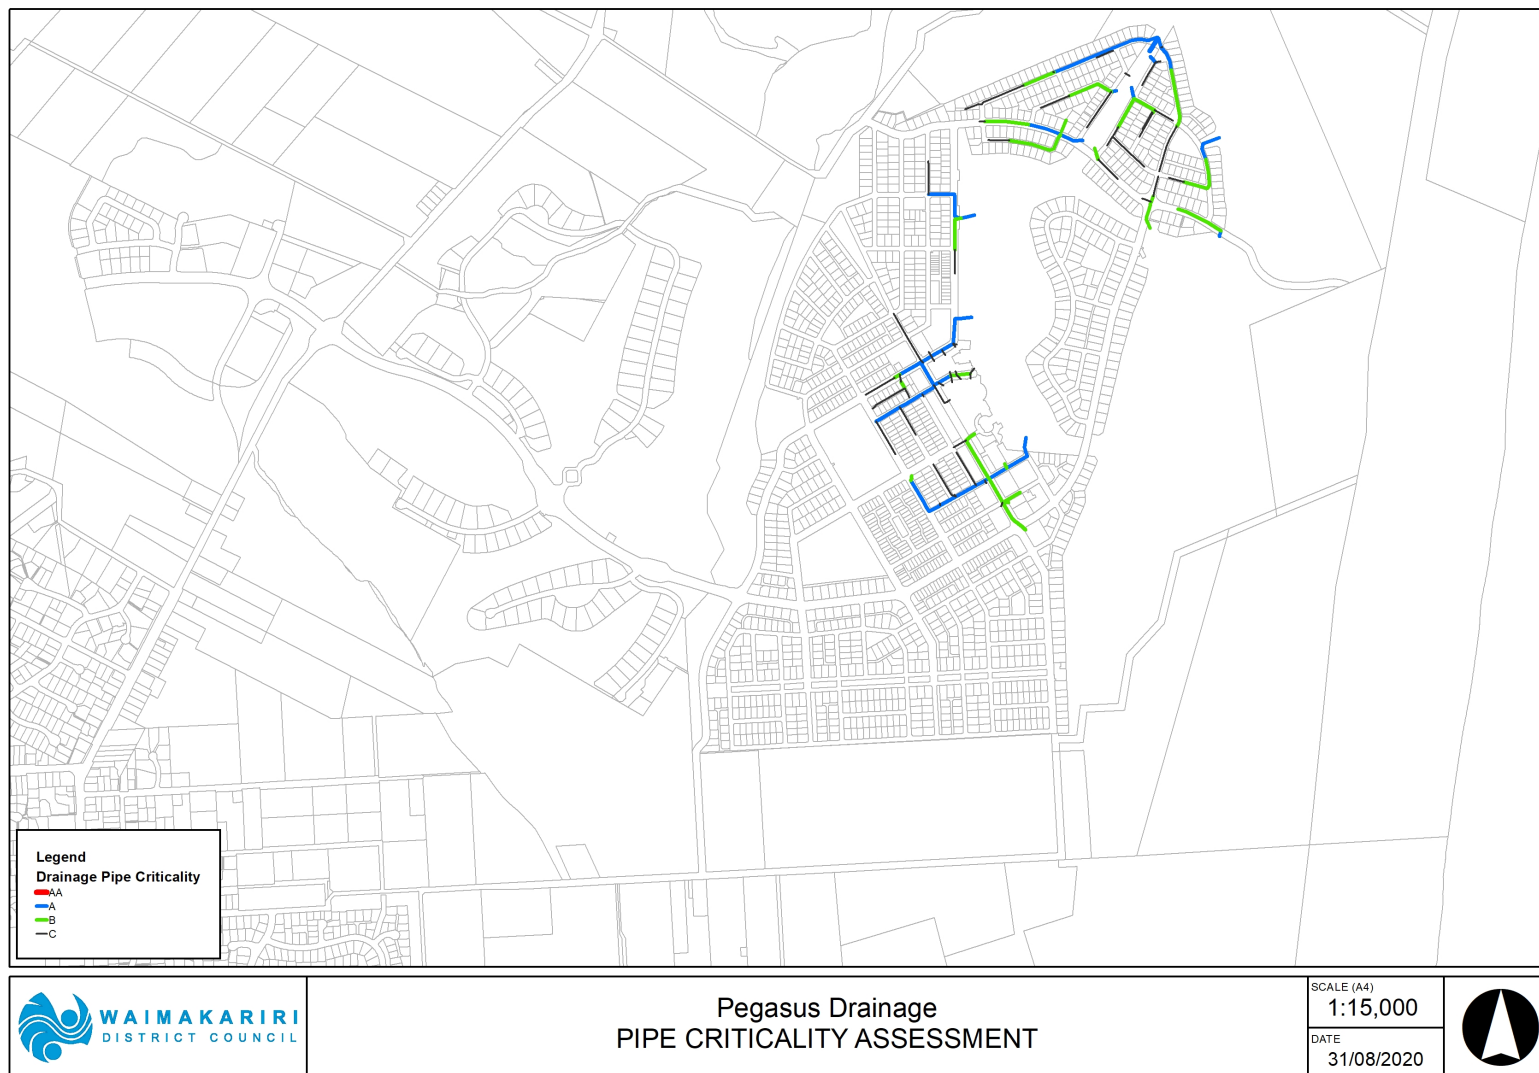 Legend
Drainage Pipe Criticality
AA
A
B
C
WAIMAKARIRI
DISTRICT COUNCIL
Pegasus Drainage
PIPE CRITICALITY ASSESSMENT
SCALE (A4)
1:15,000
DATE
31/08/2020